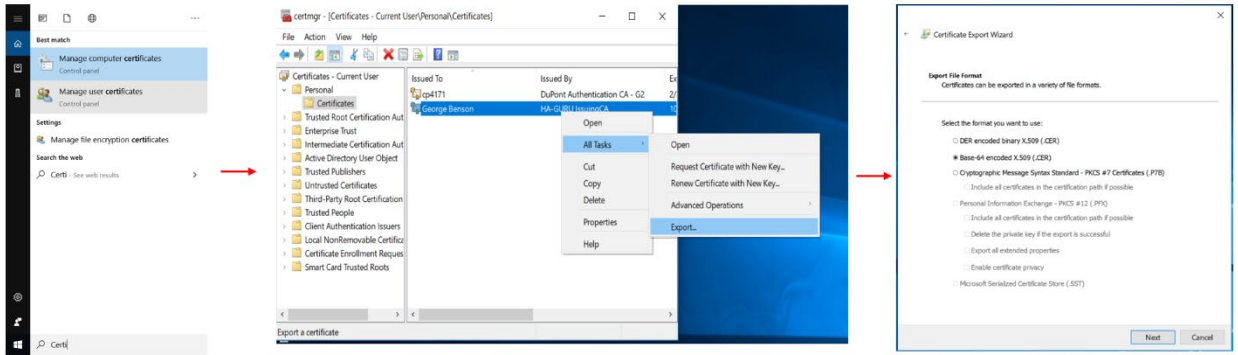 Best match
Manage computer certificates
Control panel
Manage user certificates
Control panel
Settings
Manage file encryption certificates
Search the web
Certi - See web results
Certi
certmgr - [Certificates - Current User\Personal\Certificates]
File Action View Help
Certificates - Current User
Personal
Certificates
Trusted Root Certification Aut
Enterprise Trust
Intermediate Certification Aut
Active Directory User Object
Trusted Publishers
Untrusted Certificates
Third-Party Root Certification
Trusted People
Client Authentication Issuers
Local NonRemovable Certifica
Certificate Enrollment Reques
Smart Card Trusted Roots
Issued To Issued By Ex
cp4171 DuPont Authentication CA - G2 2/
George Benson HA-GURU IssuingCA 10
Open
All Tasks
Cut
Copy
Delete
Properties
Help
Open
Request Certificate with New Key...
Renew Certificate with New Key...
Advanced Operations
Export...
Export a certificate
Certificate Export Wizard
Export File Format
Certificates can be exported in a variety of file formats.
Select the format you want to use:
DER encoded binary X.509 (.CER)
Base-64 encoded X.509 (.CER)
Cryptographic Message Syntax Standard - PKCS #7 Certificates (.P7B)
Include all certificates in the certification path if possible
Personal Information Exchange - PKCS #12 (.PFX)
Include all certificates in the certification path if possible
Delete the private key if the export is successful
Export all extended properties
Enable certificate privacy
Microsoft Serialized Certificate Store (.SST)
Next Cancel